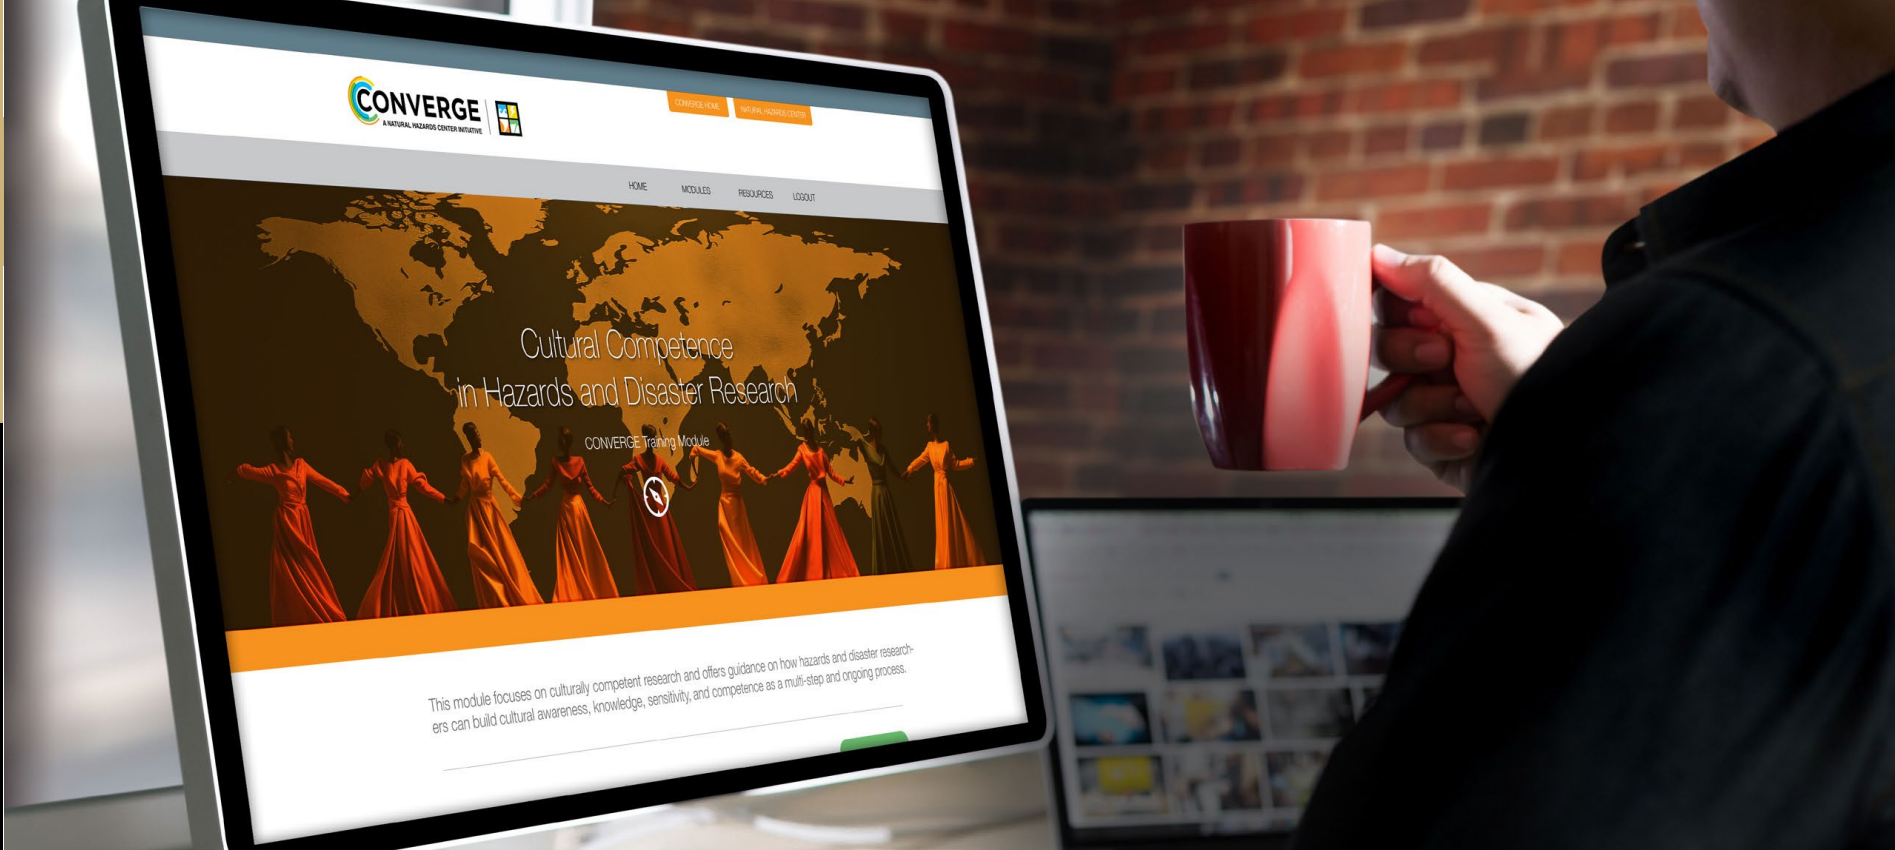 CONVERGE
A NATURAL HAZARDS CENTER INITIATIVE
CONVERGE HOME
NATURAL HAZARDS CENTER
HOME
MODULES
RESOURCES
LOGOUT
Cultural Competence
in Hazards and Disaster Research
CONVERGE Training Module
This module focuses on culturally competent research and offers guidance on how hazards and disaster research-
ers can build cultural awareness, knowledge, sensitivity, and competence as a multi-step and ongoing process.